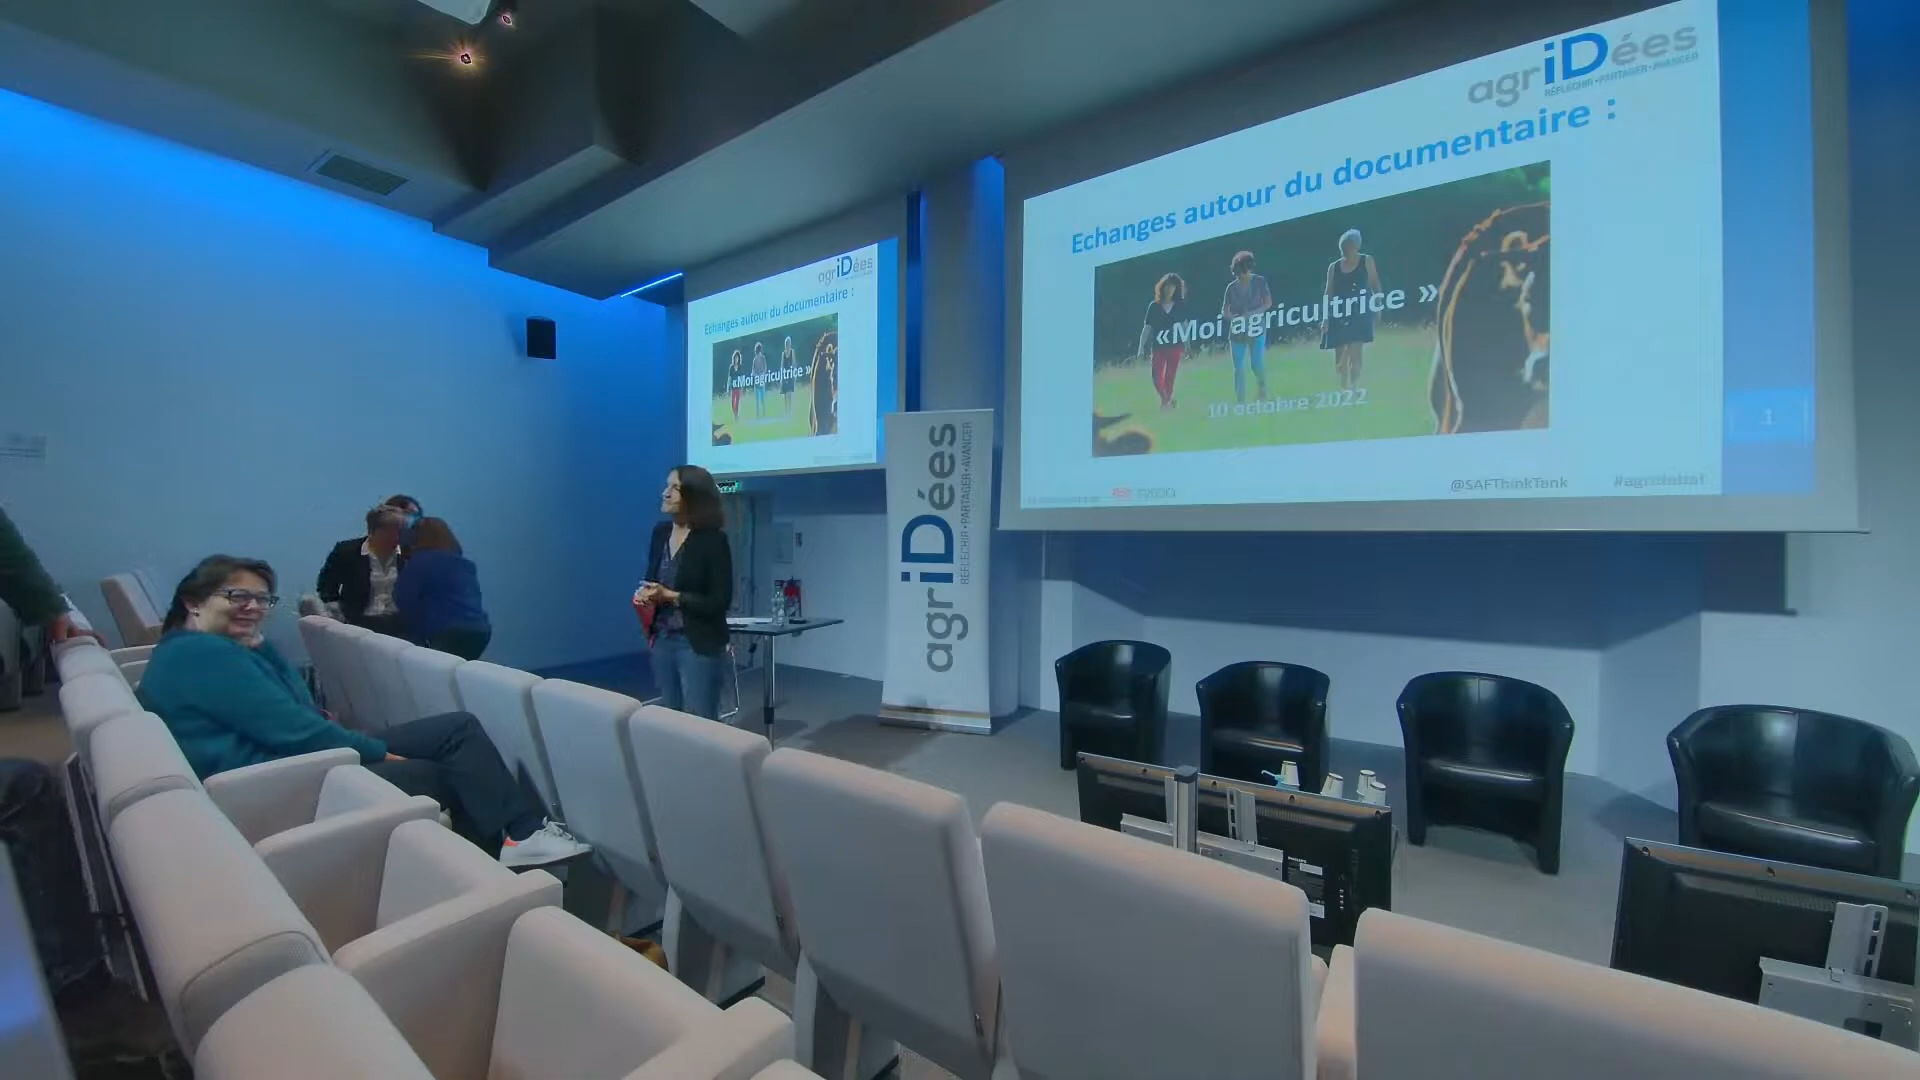 agriDées
RÉFLÉCHIR • PARTAGER • AVANCER
Echanges autour du documentaire :
«Moi agricultrice »
10 octobre 2022
1
@SAFThinkTank
agriDées
Echanges autour du documentaire :
«Moi agricultrice »
agriDées
RÉFLÉCHIR • PARTAGER • AVANCER
PHILIPS